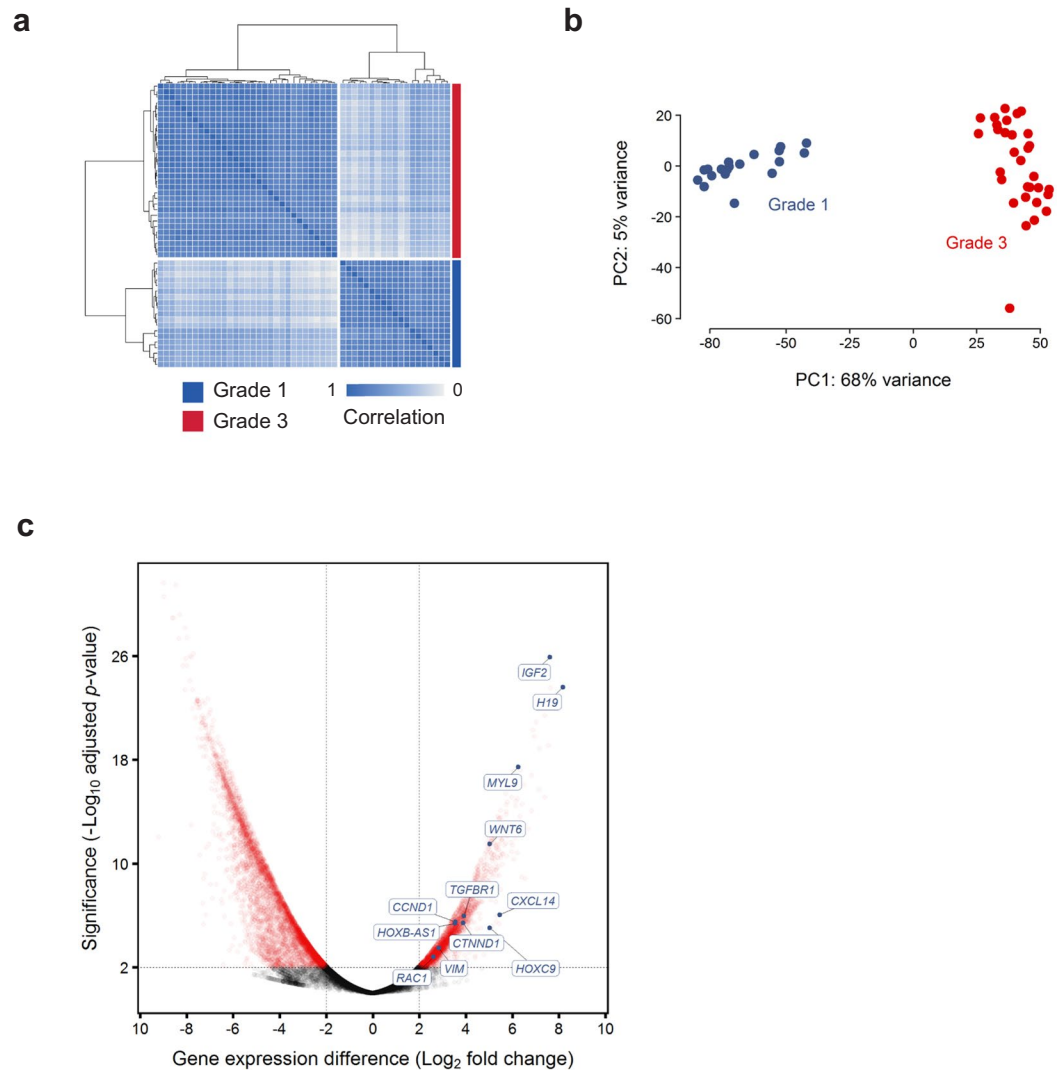 a
Grade 1
Grade 3
1
0
Correlation
b
20
0
-20
-40
-60
PC2: 5% variance
Grade 1
Grade 3
-80
-50
0
25
50
PC1: 68% variance
c
Significance (-Log10 adjusted p-value)
26
18
10
2
IGF2
H19
MYL9
WNT6
TGFBR1
CCND1
CXCL14
HOXB-AS1
CTNND1
RAC1
VIM
HOXC9
10 -8 -6 -4 -2 0 2 4 6 8 10
Gene expression difference (Log2 fold change)